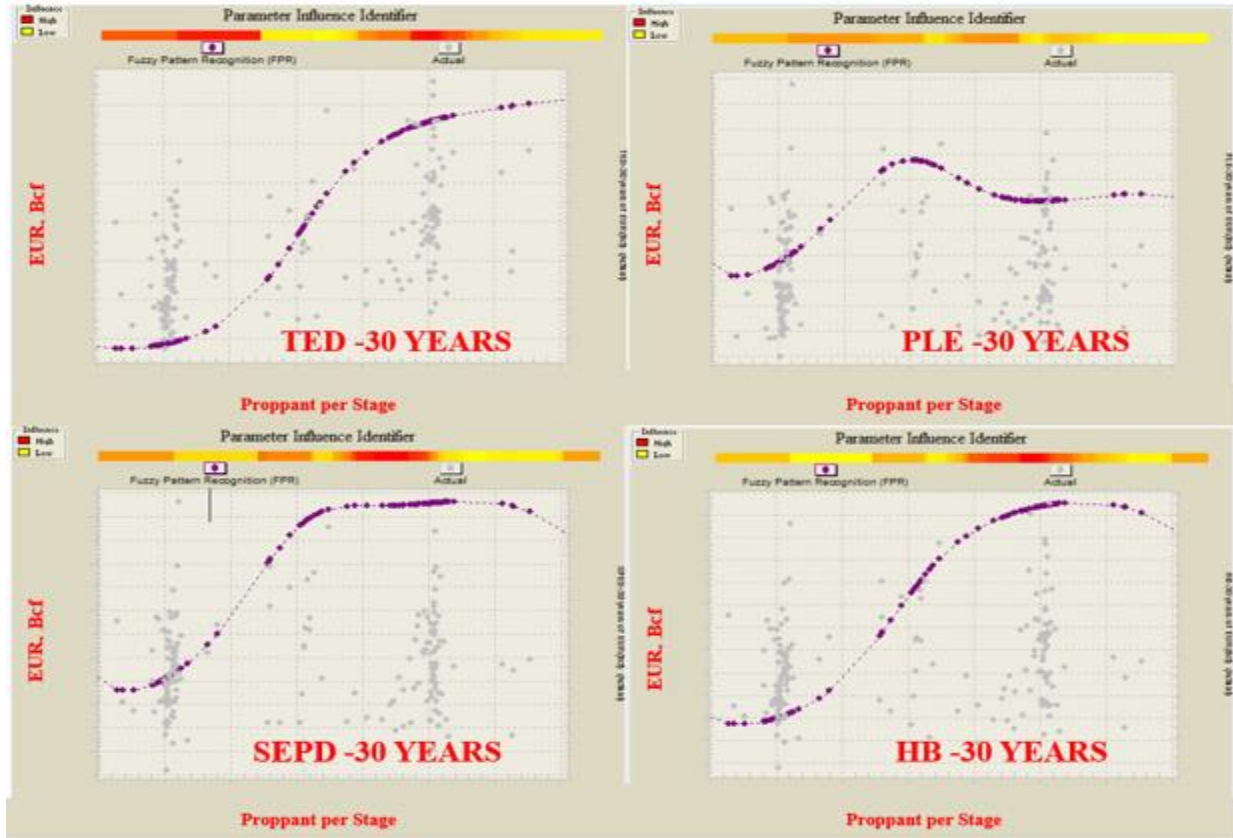 Influence
High
Low
Parameter Influence Identifier
Fuzzy Pattern Recognition (FPR)
Actual
EUR, Bcf
TED -30 YEARS
Proppant per Stage
Influence
High
Low
Parameter Influence Identifier
Fuzzy Pattern Recognition (FPR)
Actual
EUR, Bcf
PLE -30 YEARS
Proppant per Stage
Influence
High
Low
Parameter Influence Identifier
Fuzzy Pattern Recognition (FPR)
Actual
EUR, Bcf
SEPD -30 YEARS
Proppant per Stage
Influence
High
Low
Parameter Influence Identifier
Fuzzy Pattern Recognition (FPR)
Actual
EUR, Bcf
HB -30 YEARS
Proppant per Stage